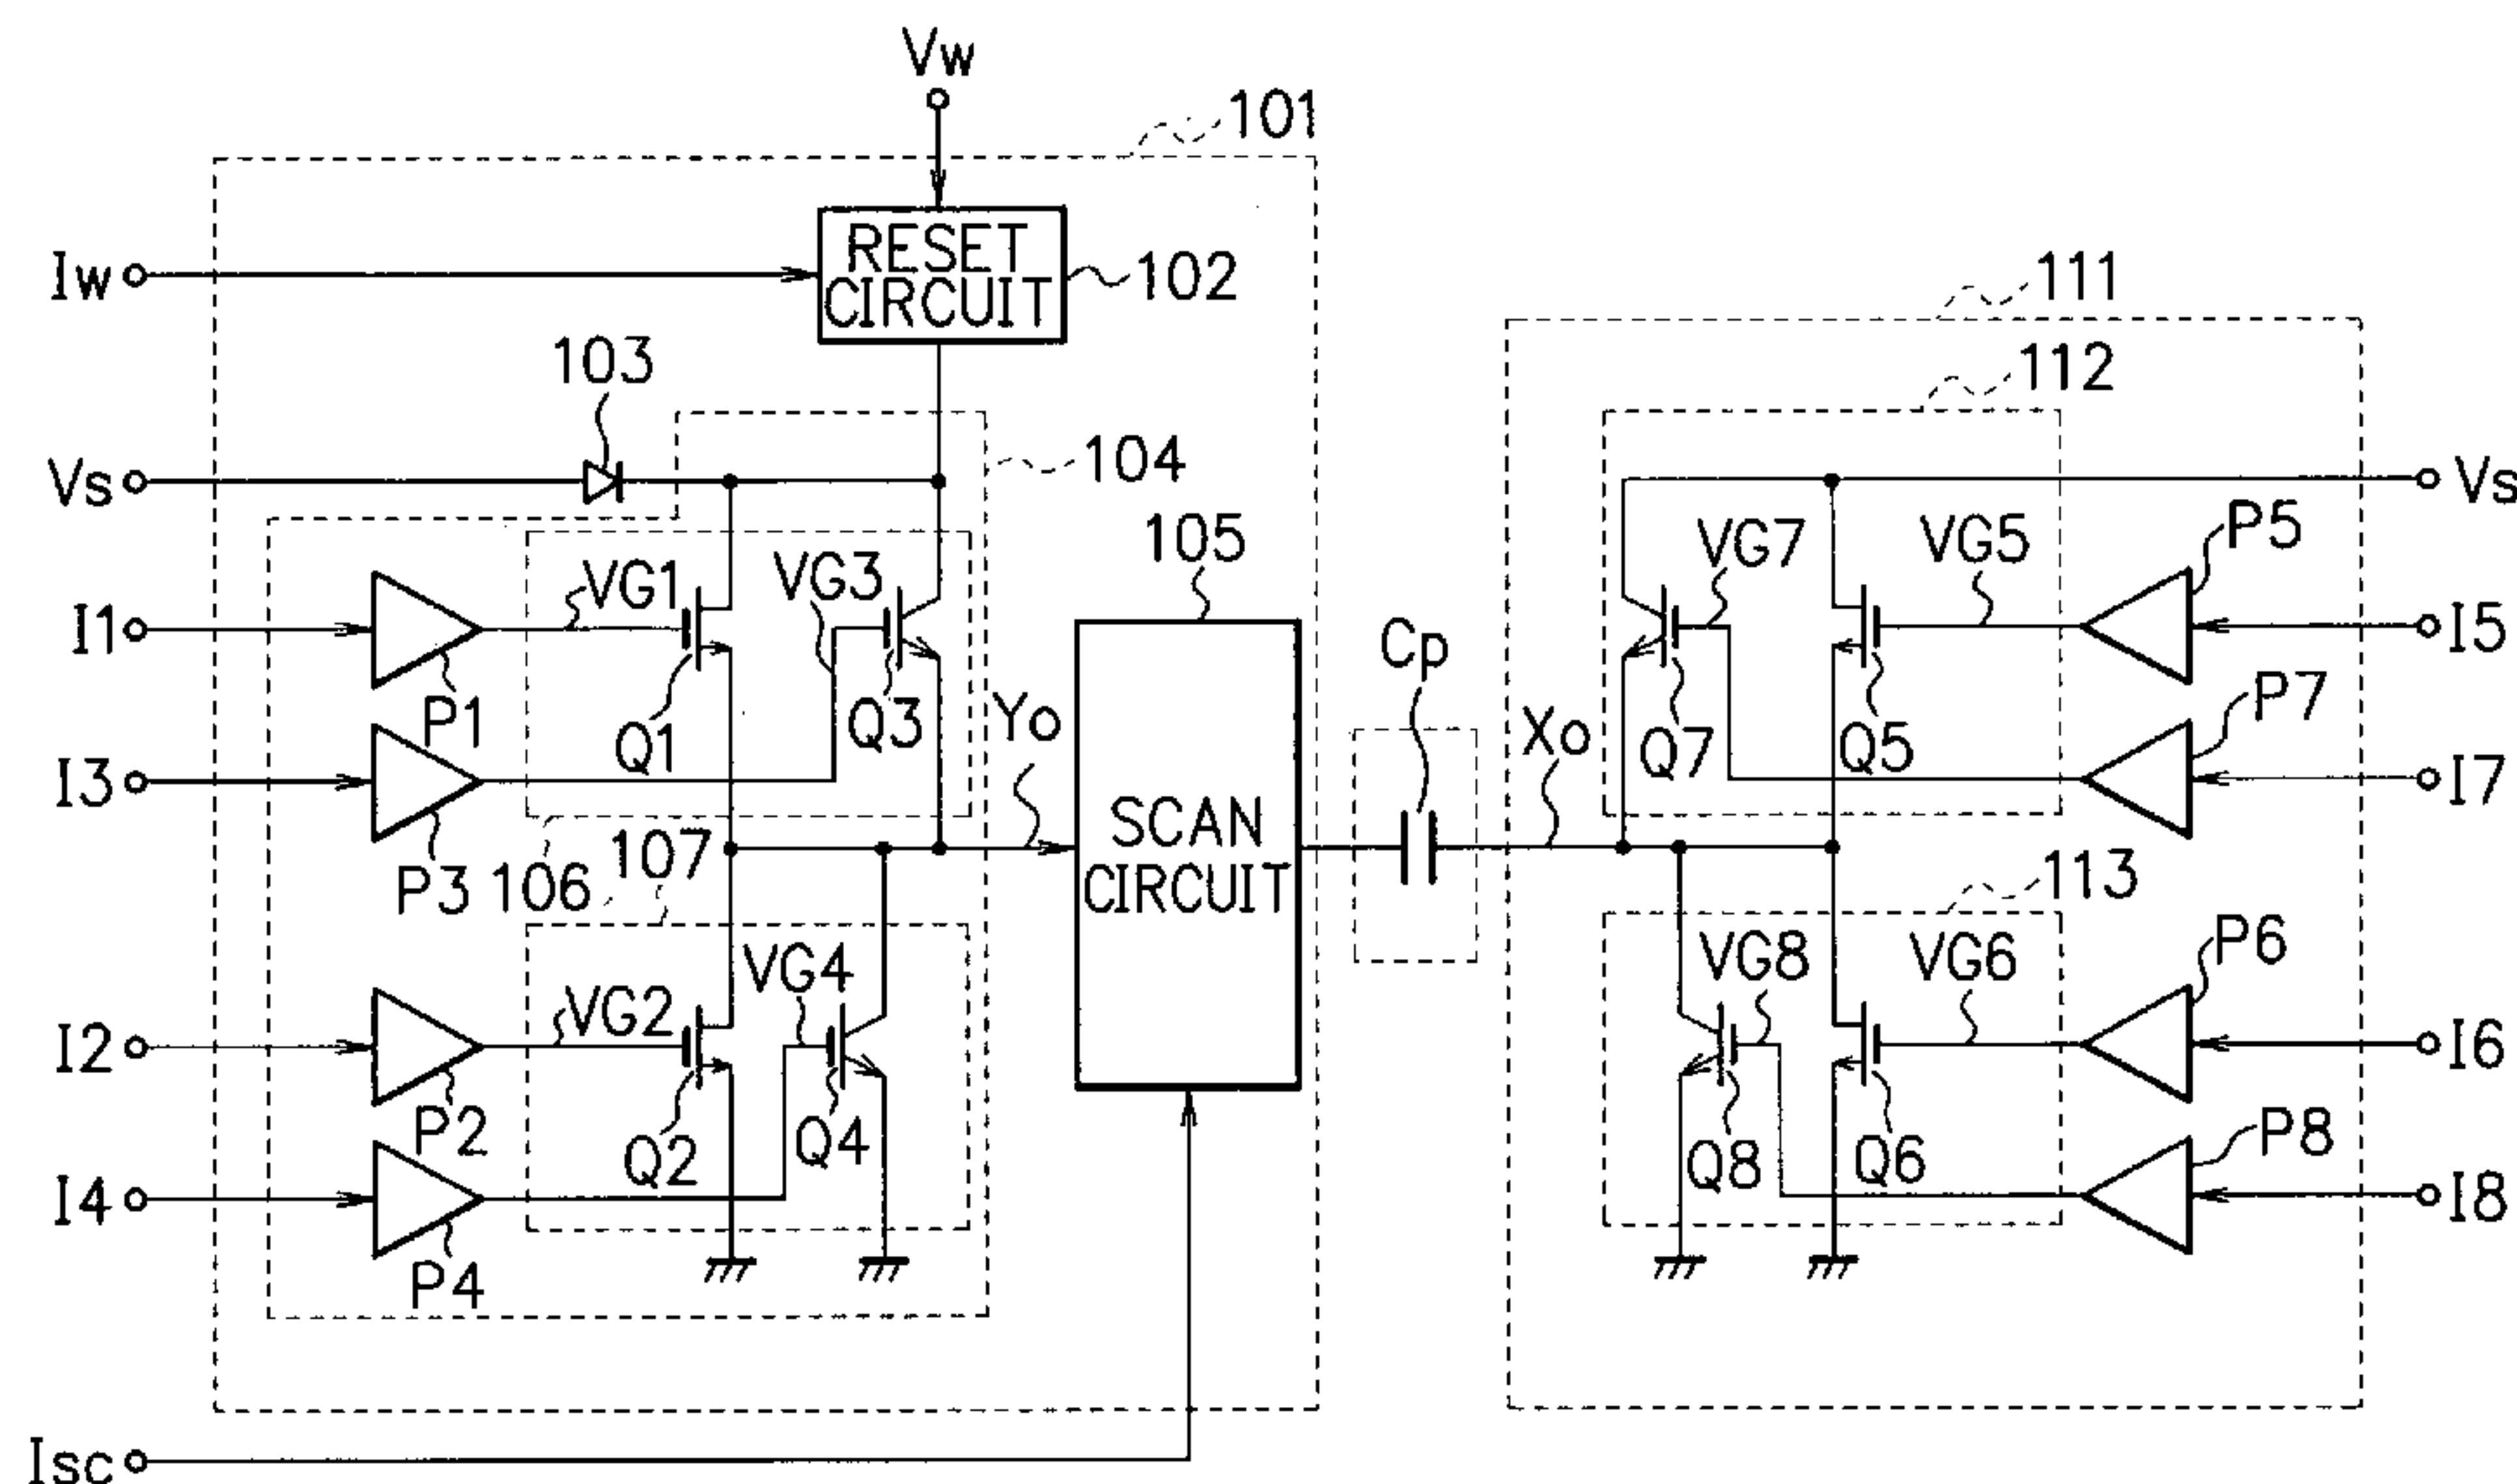 Vw
101
RESET
CIRCUIT
Iw
102
111
103
112
Vs
104
Vs
105
P5
VG1
VG3
VG7
VG5
I1
I5
Cp
P1
Q1
Q3
Yo
Xo
Q7
Q5
P7
I3
I7
SCAN
CIRCUIT
P3
106
107
113
VG4
VG8
VG6
P6
VG2
I2
I6
P2
Q2
Q4
Q8
Q6
P8
I4
I8
P4
Isc